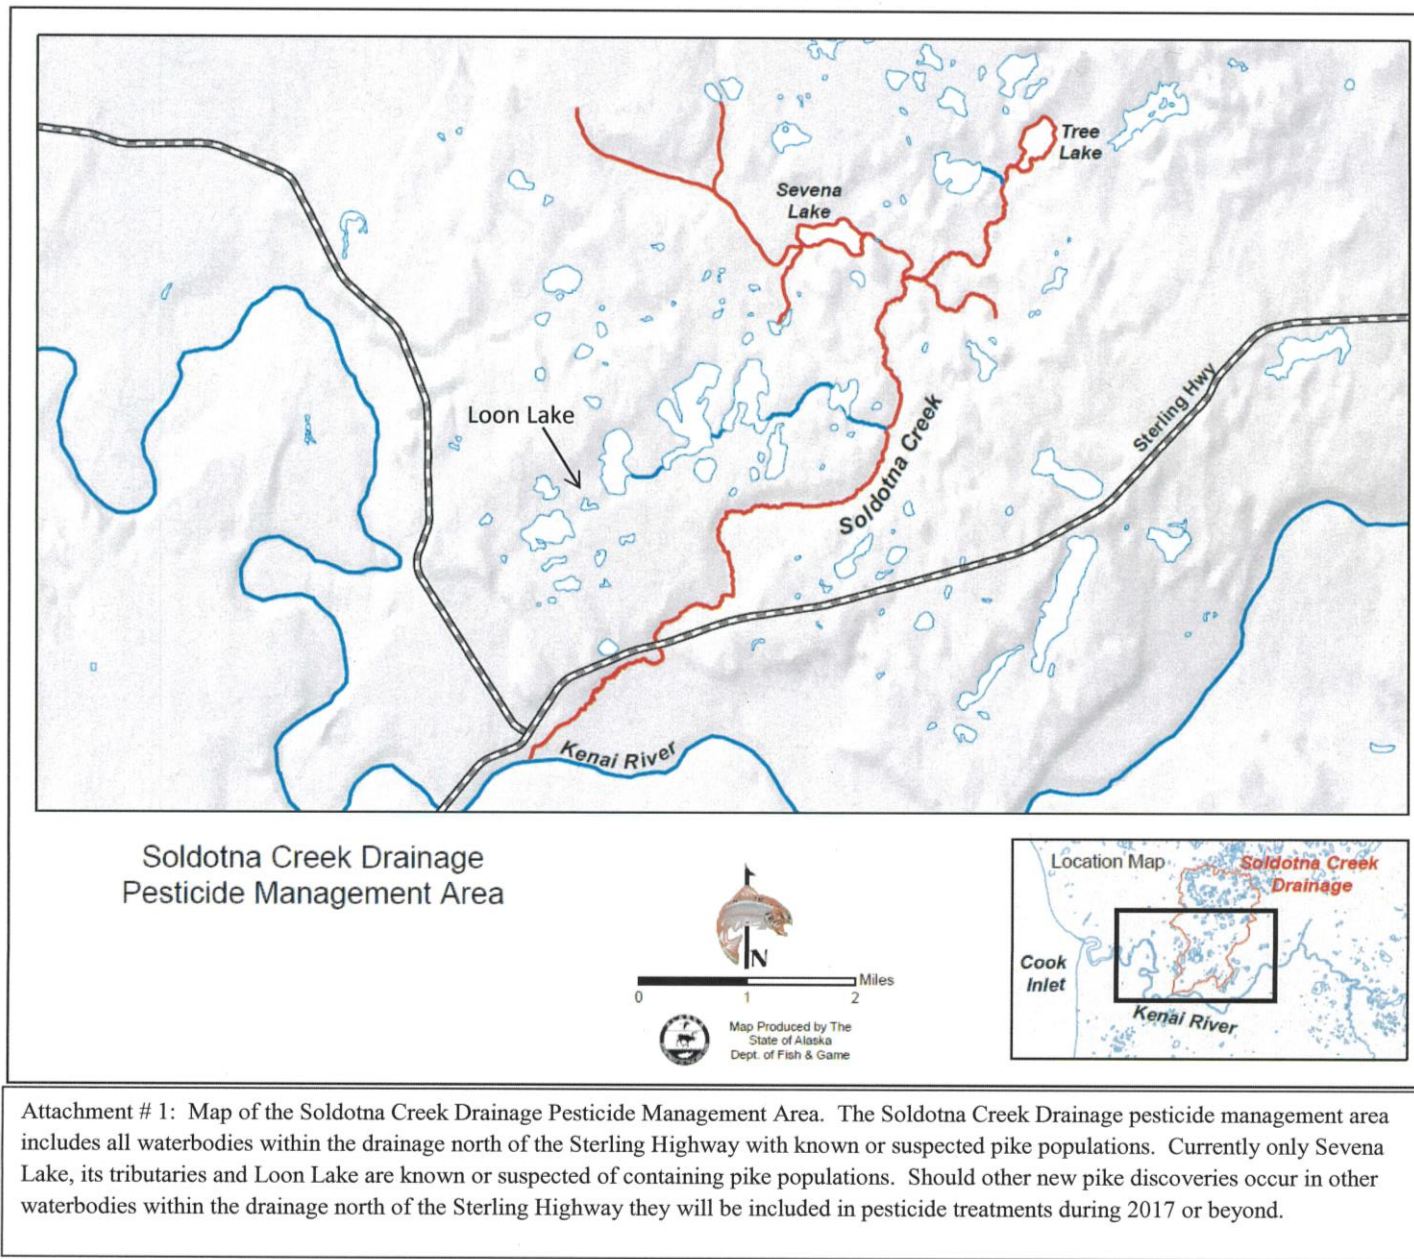 Tree
Lake
Sevena
Lake
Loon Lake
Sterling Hwy
Soldotna Creek
Kenai River
Soldotna Creek Drainage
Pesticide Management Area
N
Miles
0 1 2
Map Produced by The
State of Alaska
Dept. of Fish & Game
Location Map
Soldotna Creek
Drainage
Cook
Inlet
Kenai River
Attachment # 1: Map of the Soldotna Creek Drainage Pesticide Management Area. The Soldotna Creek Drainage pesticide management area
includes all waterbodies within the drainage north of the Sterling Highway with known or suspected pike populations. Currently only Sevena
Lake, its tributaries and Loon Lake are known or suspected of containing pike populations. Should other new pike discoveries occur in other
waterbodies within the drainage north of the Sterling Highway they will be included in pesticide treatments during 2017 or beyond.